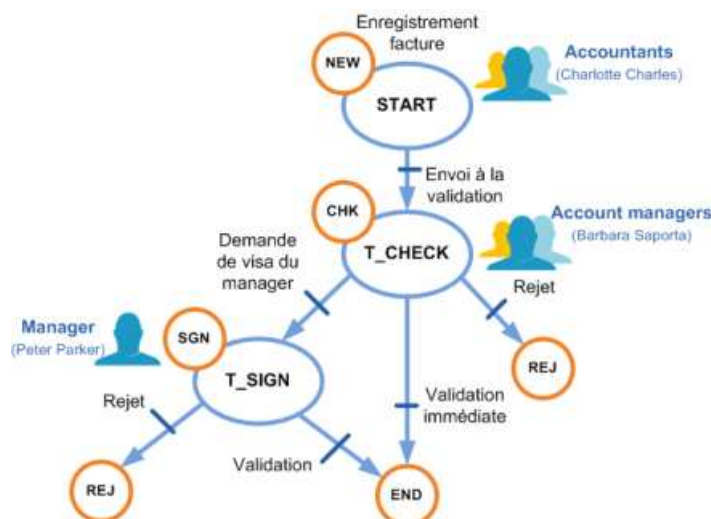 Enregistrement
facture
NEW
START
Accountants
(Charlotte Charles)
Envoi à la
validation
CHK
T_CHECK
Account managers
(Barbara Saporta)
Demande
de visa du
manager
Rejet
Manager
(Peter Parker)
SGN
T_SIGN
REJ
Rejet
Validation
immédiate
Validation
REJ
END